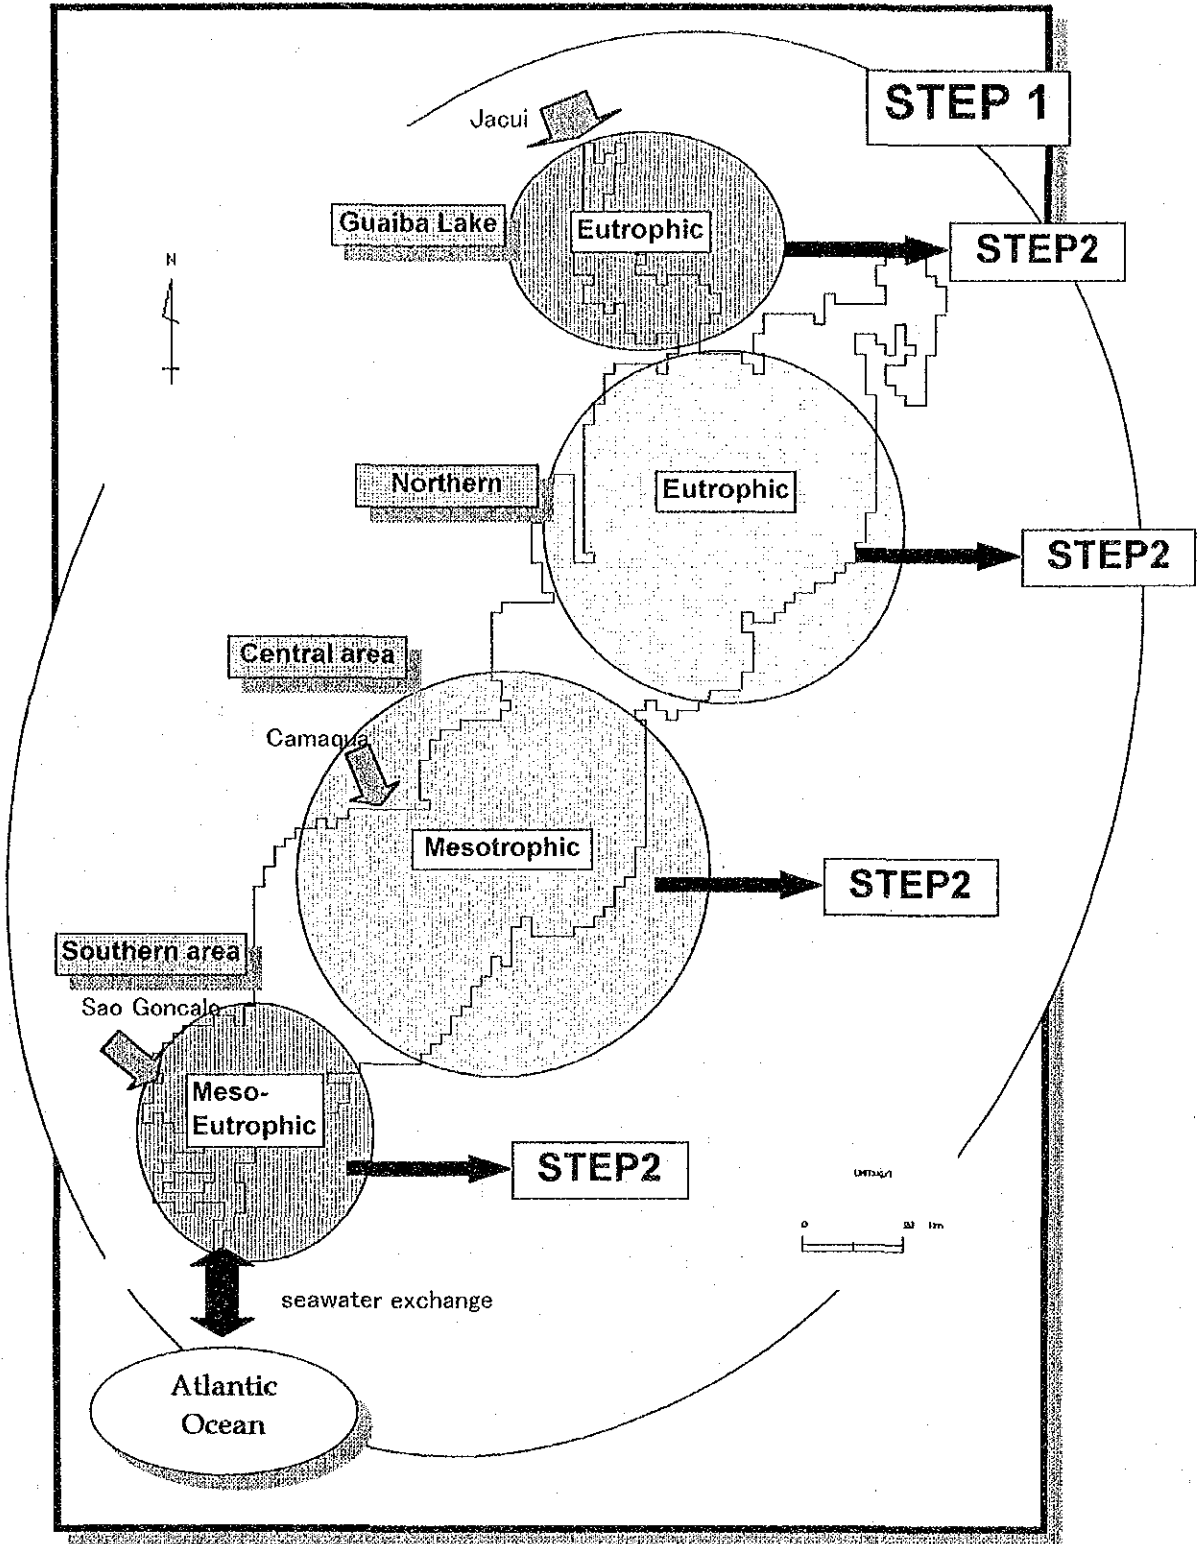 STEP 1
Jacui
Guaiba Lake
Eutrophic
STEP2
N
Northern
Eutrophic
STEP2
Central area
Camaqua
Mesotrophic
STEP2
Southern area
Sao Goncalo
Meso-
Eutrophic
STEP2
0
seawater exchange
Atlantic
Ocean